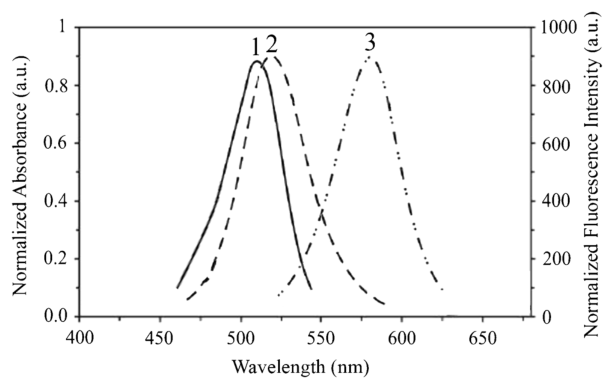 Normalized Absorbance (a.u.)
1
0.8
0.6
0.4
0.2
0.0
1 2 3
1000
800
600
400
200
0
Normalized Fluorescence Intensity (a.u.)
400 450 500 550 600 650
Wavelength (nm)